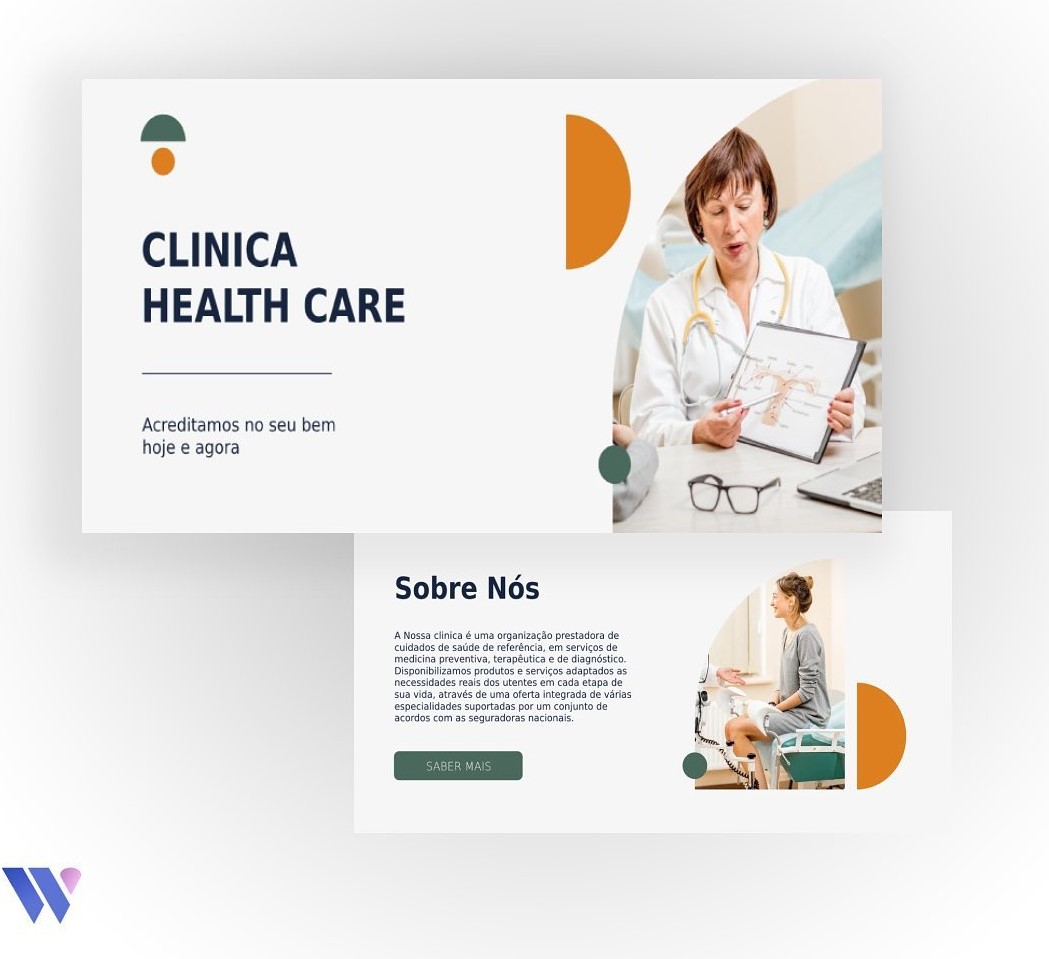 CLINICA
HEALTH CARE
Acreditamos no seu bem
hoje e agora
Sobre Nós
A Nossa clinica é uma organização prestadora de
cuidados de saúde de referência, em serviços de
medicina preventiva, terapêutica e de diagnóstico.
Disponibilizamos produtos e serviços adaptados as
necessidades reais dos utentes em cada etapa de
sua vida, através de uma oferta integrada de várias
especialidades suportadas por um conjunto de
acordos com as seguradoras nacionais.
SABER MAIS